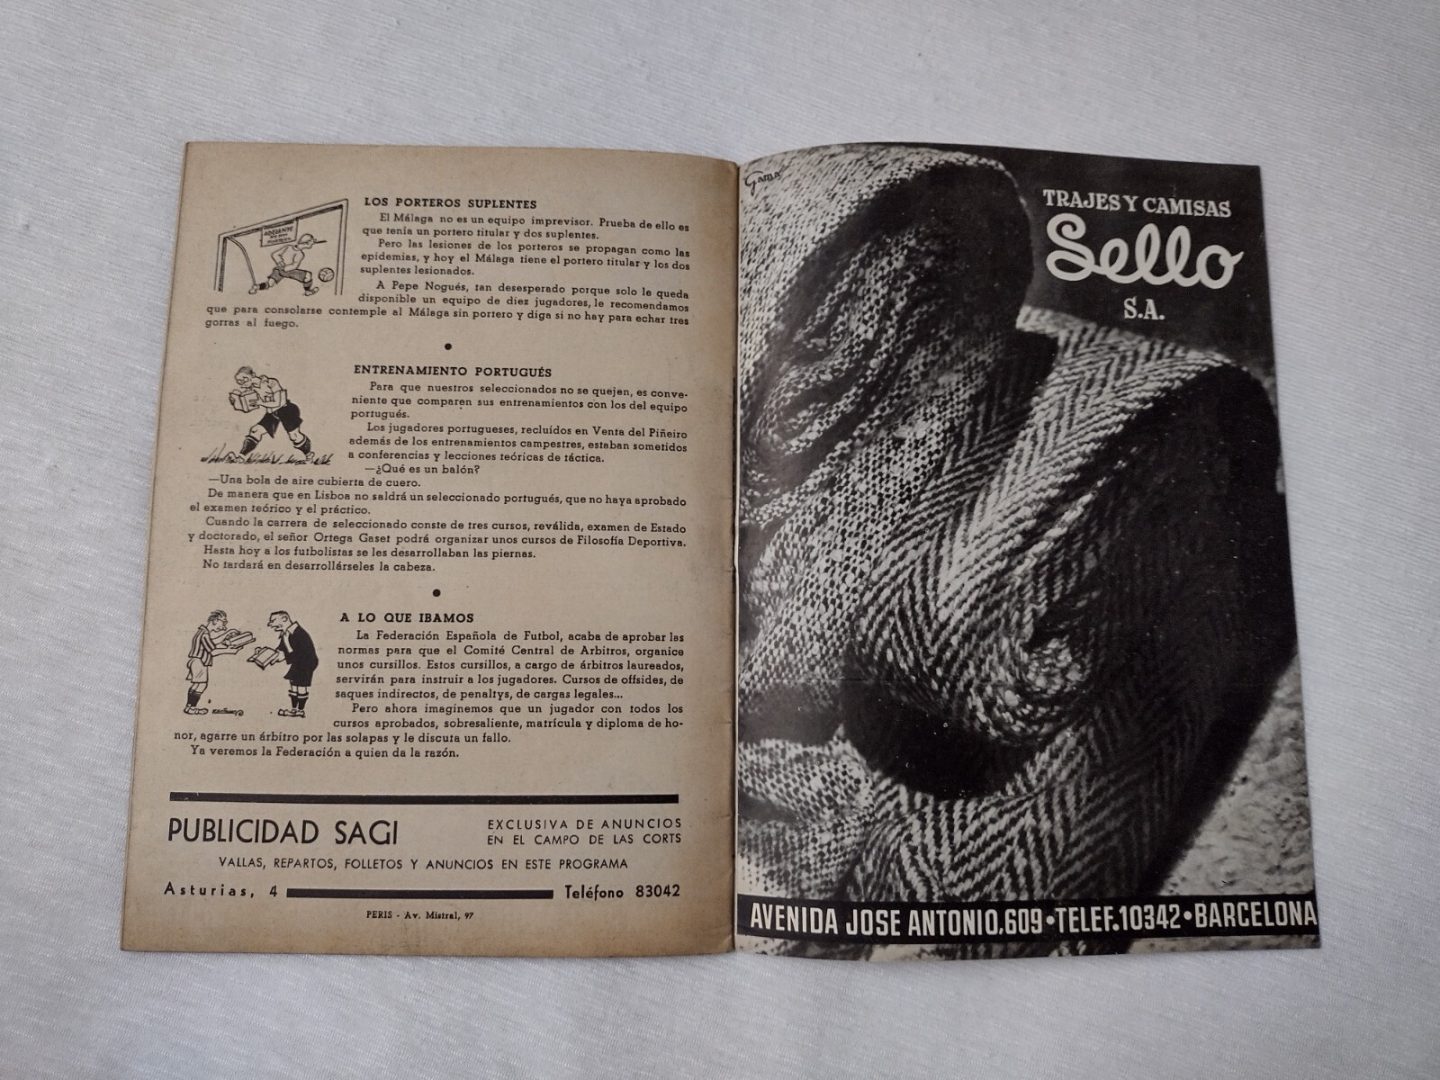 LOS PORTEROS SUPLENTES
El Málaga no es un equipo imprevisor. Prueba de ello es
que tenía un portero titular y dos suplentes.
Pero las lesiones de los porteros se propagan como las
epidemias, y hoy el Málaga tiene el portero titular y los dos
suplentes lesionados.
A Pepe Nogués, tan desesperado porque solo le queda
disponible un equipo de diez jugadores, le recomendamos
que para consolarse contemple al Málaga sin portero y diga si no hay para echar tres
gorras al fuego.
ADELANTE
ENTRENAMIENTO PORTUGUÉS
Para que nuestros seleccionados no se quejen, es conve-
niente que comparen sus entrenamientos con los del equipo
portugués.
Los jugadores portugueses, recluídos en Venta del Piñeiro
además de los entrenamientos campestres, estaban sometidos
a conferencias y lecciones teóricas de táctica.
—¿Qué es un balón?
—Una bola de aire cubierta de cuero.
De manera que en Lisboa no saldrá un seleccionado portugués, que no haya aprobado
el examen teórico y el práctico.
Cuando la carrera de seleccionado conste de tres cursos, reválida, examen de Estado
y doctorado, el señor Ortega Gaset podrá organizar unos cursos de Filosofía Deportiva.
Hasta hoy a los futbolistas se les desarrollaban las piernas.
No tardará en desarrollárseles la cabeza.
A LO QUE IBAMOS
La Federación Española de Futbol, acaba de aprobar las
normas para que el Comité Central de Arbitros, organice
unos cursillos. Estos cursillos, a cargo de árbitros laureados,
servirán para instruir a los jugadores. Cursos de offsides, de
saques indirectos, de penaltys, de cargas legales...
Pero ahora imaginemos que un jugador con todos los
cursos aprobados, sobresaliente, matrícula y diploma de ho-
nor, agarre un árbitro por las solapas y le discuta un fallo.
Ya veremos la Federación a quien da la razón.
PUBLICIDAD SAGI
EXCLUSIVA DE ANUNCIOS
EN EL CAMPO DE LAS CORTS
VALLAS, REPARTOS, FOLLETOS Y ANUNCIOS EN ESTE PROGRAMA
Asturias, 4
Teléfono 83042
PERIS - Av. Mistral, 97
Gama
TRAJES Y CAMISAS
Sello
S.A.
AVENIDA JOSE ANTONIO,609•TELEF.10342•BARCELONA